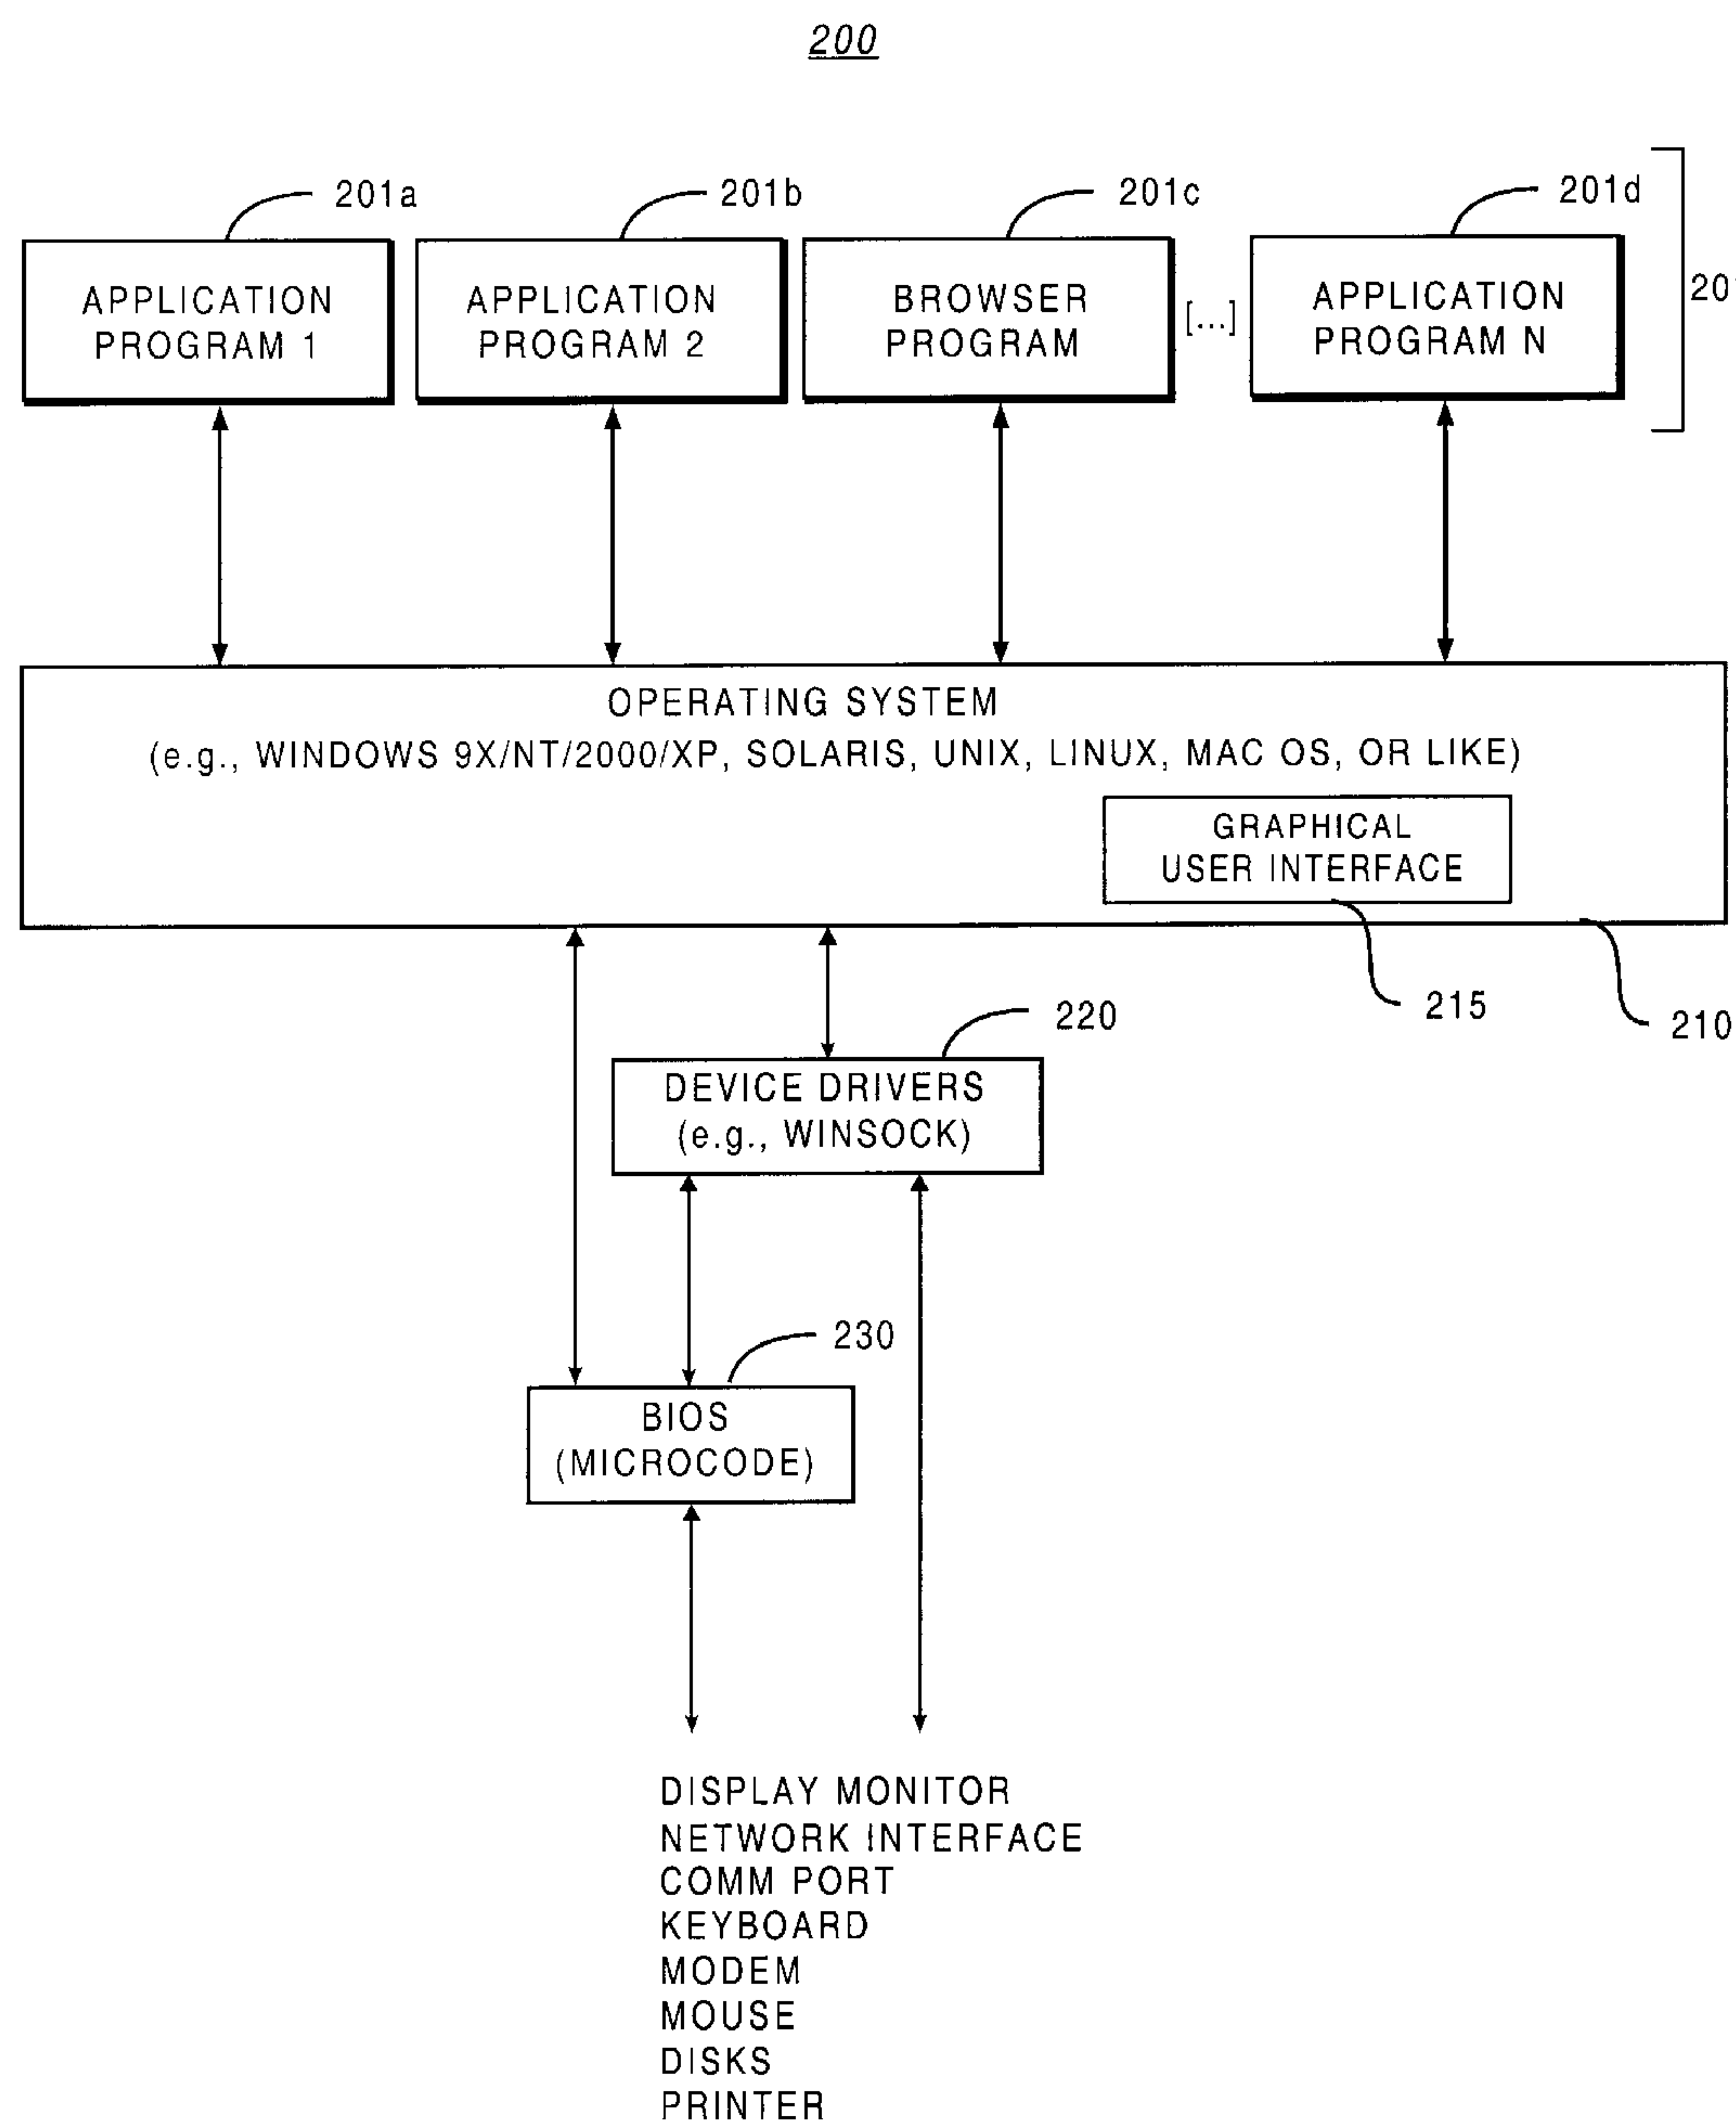 200
201a
201b
201c
201d
APPLICATION
PROGRAM 1
APPLICATION
PROGRAM 2
BROWSER
PROGRAM
[...]
APPLICATION
PROGRAM N
OPERATING SYSTEM
(e.g., WINDOWS 9X/NT/2000/XP, SOLARIS, UNIX, LINUX, MAC OS, OR LIKE)
GRAPHICAL
USER INTERFACE
215
210
220
DEVICE DRIVERS
(e.g., WINSOCK)
230
BIOS
(MICROCODE)
DISPLAY MONITOR
NETWORK INTERFACE
COMM PORT
KEYBOARD
MODEM
MOUSE
DISKS
PRINTER